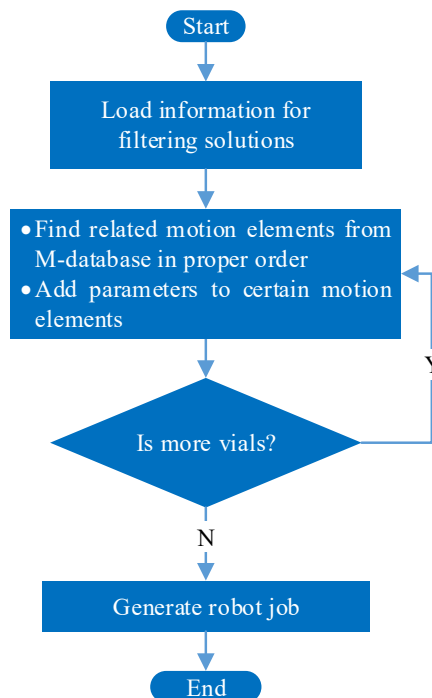 Start
Load information for
filtering solutions
•Find related motion elements from
M-database in proper order
•Add parameters to certain motion
elements
Y
Is more vials?
N
Generate robot job
End